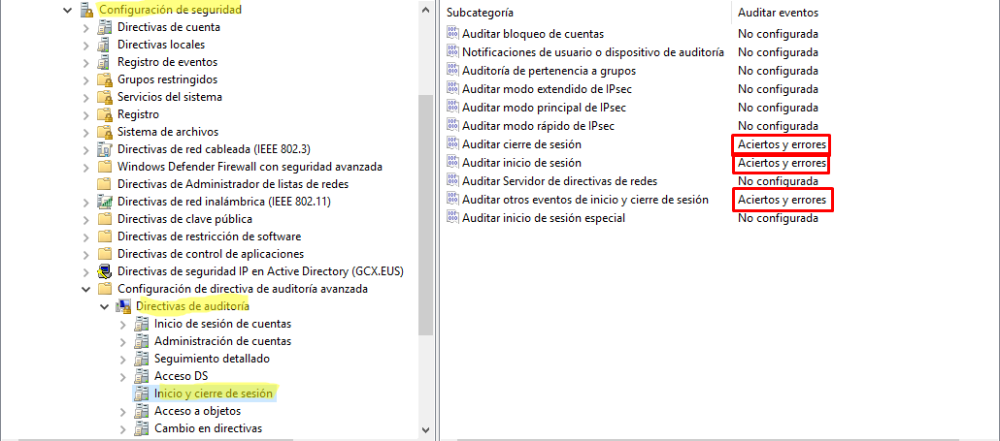 Configuración de seguridad
Directivas de cuenta
Directivas locales
Registro de eventos
Grupos restringidos
Servicios del sistema
Registro
Sistema de archivos
Directivas de red cableada (IEEE 802.3)
Windows Defender Firewall con seguridad avanzada
Directivas de Administrador de listas de redes
Directivas de red inalámbrica (IEEE 802.11)
Directivas de clave pública
Directivas de restricción de software
Directivas de control de aplicaciones
Directivas de seguridad IP en Active Directory (GCX.EUS)
Configuración de directiva de auditoría avanzada
Directivas de auditoría
Inicio de sesión de cuentas
Administración de cuentas
Seguimiento detallado
Acceso DS
Inicio y cierre de sesión
Acceso a objetos
Cambio en directivas
Subcategoría Auditar eventos
Auditar bloqueo de cuentas No configurada
Notificaciones de usuario o dispositivo de auditoría No configurada
Auditoría de pertenencia a grupos No configurada
Auditar modo extendido de IPsec No configurada
Auditar modo principal de IPsec No configurada
Auditar modo rápido de IPsec No configurada
Auditar cierre de sesión Aciertos y errores
Auditar inicio de sesión Aciertos y errores
Auditar Servidor de directivas de redes No configurada
Auditar otros eventos de inicio y cierre de sesión Aciertos y errores
Auditar inicio de sesión especial No configurada